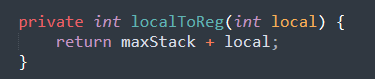 private int localToReg(int local) {
    return maxStack + local;
}